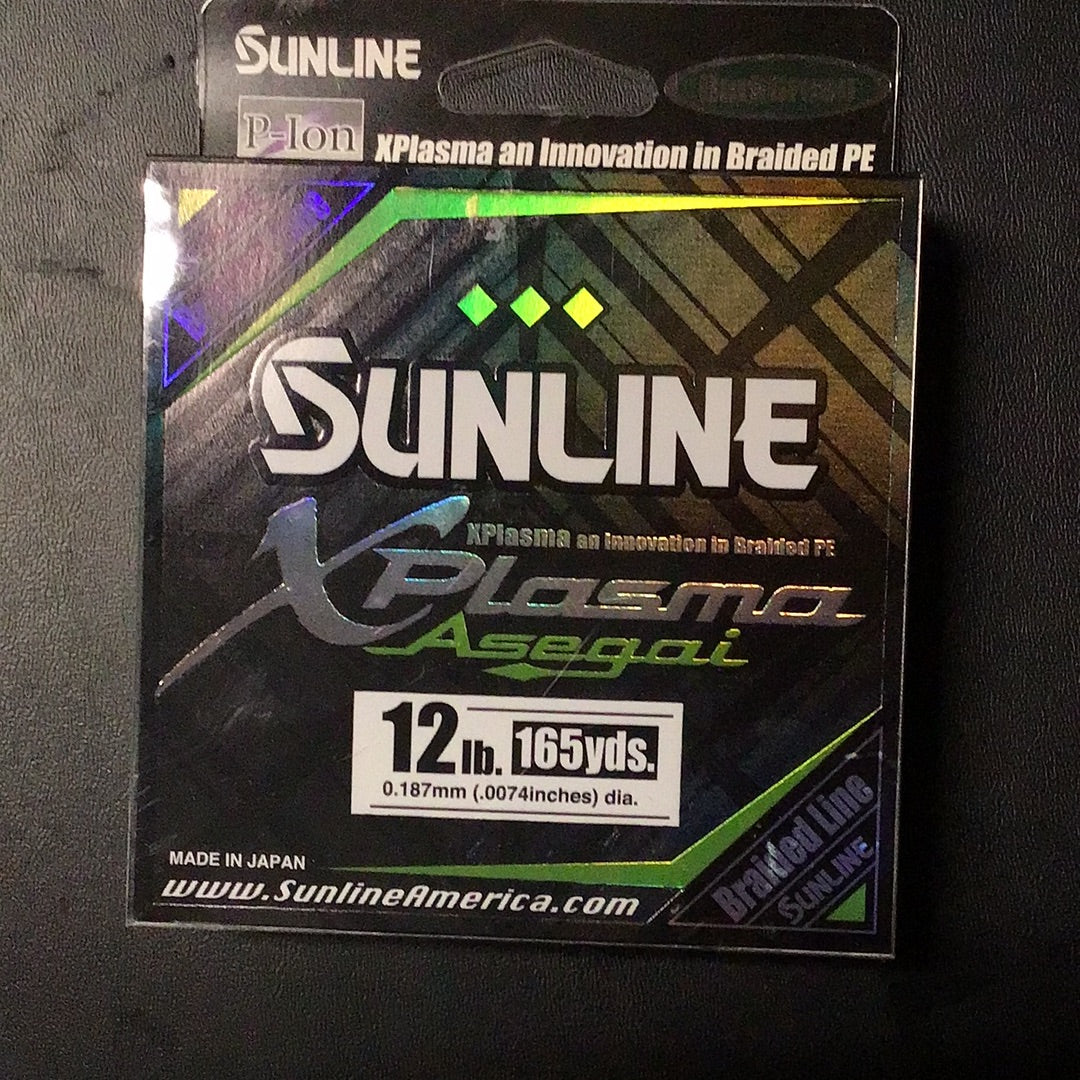 SUNLINE
P-Ion
XPlasma an Innovation in Braided PE
SUNLINE
XPlasma an Innovation in Braided PE
XPlasma
Asegai
12lb. 165yds.
0.187mm (.0074inches) dia.
MADE IN JAPAN
www.SunlineAmerica.com
Braided Line
SUNLINE